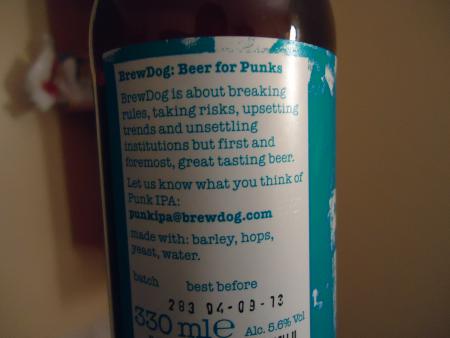 BrewDog: Beer for Punks
BrewDog is about breaking
rules, taking risks, upsetting
trends and unsettling
institutions but first and
foremost, great tasting beer.
Let us know what you think of
Punk IPA:
punkipa@brewdog.com
made with: barley, hops,
yeast, water.
batch best before
283 04-09-13
330 ml e Alc. 5.6% Vol